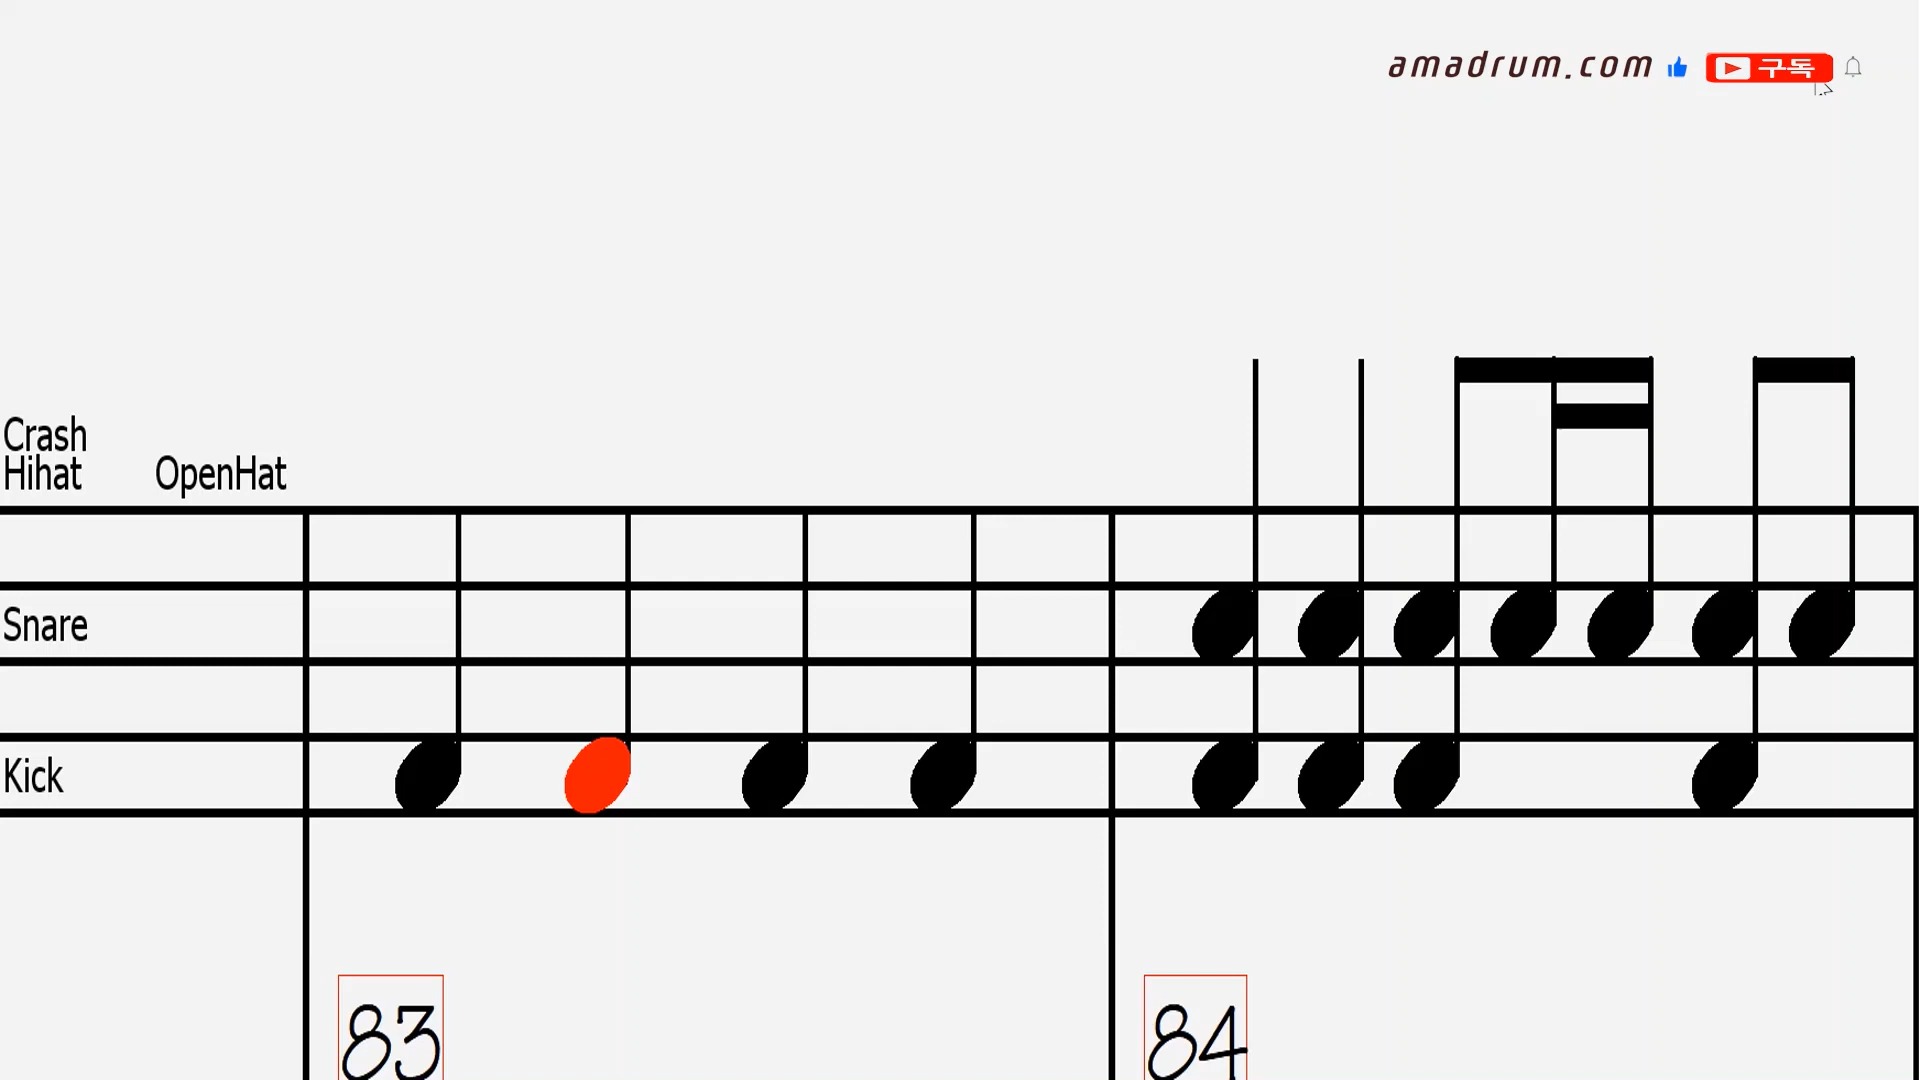 amadrum.com 구독
Crash
Hihat OpenHat
Snare
Kick
83 84